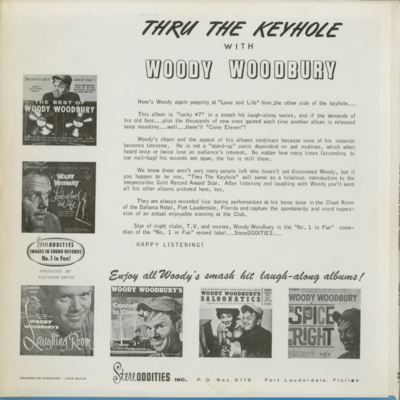 THRU THE KEYHOLE
WITH
WOODY WOODBURY
Here's Woody again peeping at "Love and Life" from the other side of the keyhole...
This album is "lucky #7" in a smash hit laugh-along series, and if the demands of
his old fans...plus the thousands of new ones gained each time another album is released
keep mounting...well...there'll "Come Eleven"!
Woody's charm and the appeal of his albums continues because none of his material
becomes tiresome. He is not a "stand-up" comic dependent on pat routines, which when
heard once or twice lose an audience's interest. No matter how many times (according to
our mail-bag) his records are spun, the fun is still there.
We know there aren't very many people left who haven't yet discovered Woody, but if
you happen to be one, "Thru The Keyhole" will serve as a hilarious introduction to the
irrepressible Gold Record Award Star. After listening and laughing with Woody you'll want
all his other albums pictured here, too.
They are always recorded live during performances at his home base in the Chart Room
of the Bahama Hotel, Fort Lauderdale, Florida and capture the spontaneity and vivid impres-
sion of an actual enjoyable evening at the Club.
Star of night clubs, T.V. and movies, Woody Woodbury is the "No. 1 in Fun" come-
dian of the "No. 1 in Fun" record label...StereODDITIES...
HAPPY LISTENING!
THE BEST OF
WOODY WOODBURY
WOODY
WOODBURY
Looks at love and life
StereODDITIES
IMAGES IN SOUND RECORDS
No. 1 in Fun!
PRODUCED BY
FLETCHER SMITH
Enjoy all Woody's smash hit laugh-along albums!
WOODY
WOODBURY'S
Laughing Room
WOODY WOODBURY'S
Concert
in Comedy
WOODY WOODBURY'S
SALOONATICS
WOODY WOODBURY
SPICE
RIGHT
StereODDITIES INC. P.O. Box 9115 Fort Lauderdale, Florida